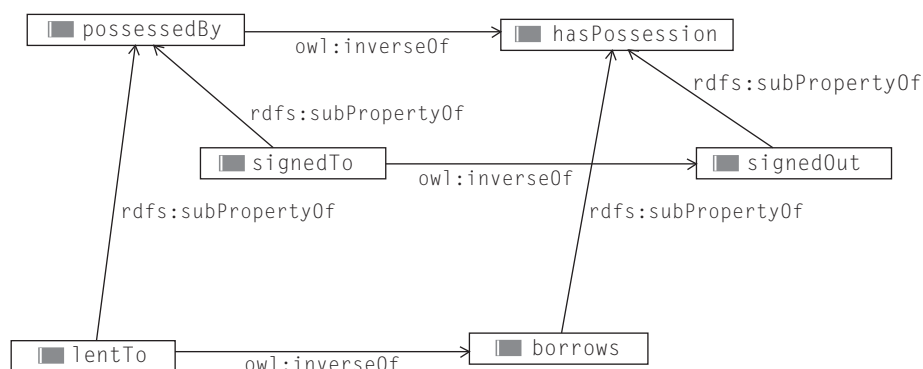 possessedBy
owl:inverseOf
hasPossession
rdfs:subPropertyOf
rdfs:subPropertyOf
signedTo
owl:inverseOf
signedOut
rdfs:subPropertyOf
rdfs:subPropertyOf
lentTo
owl:inverseOf
borrows